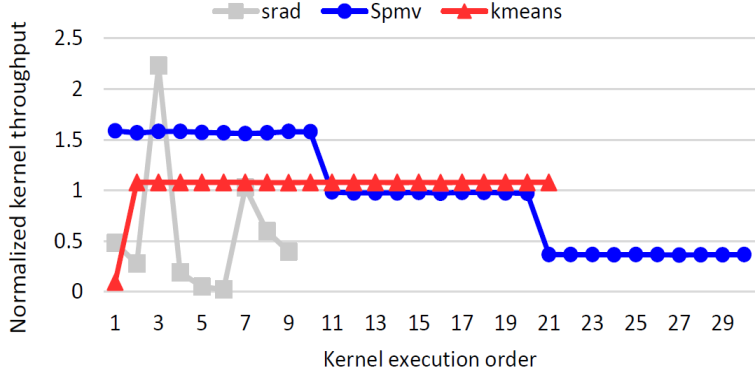 srad Spmv kmeans
Normalized kernel throughput
2.5
2
1.5
1
0.5
0
1 3 5 7 9 11 13 15 17 19 21 23 25 27 29
Kernel execution order